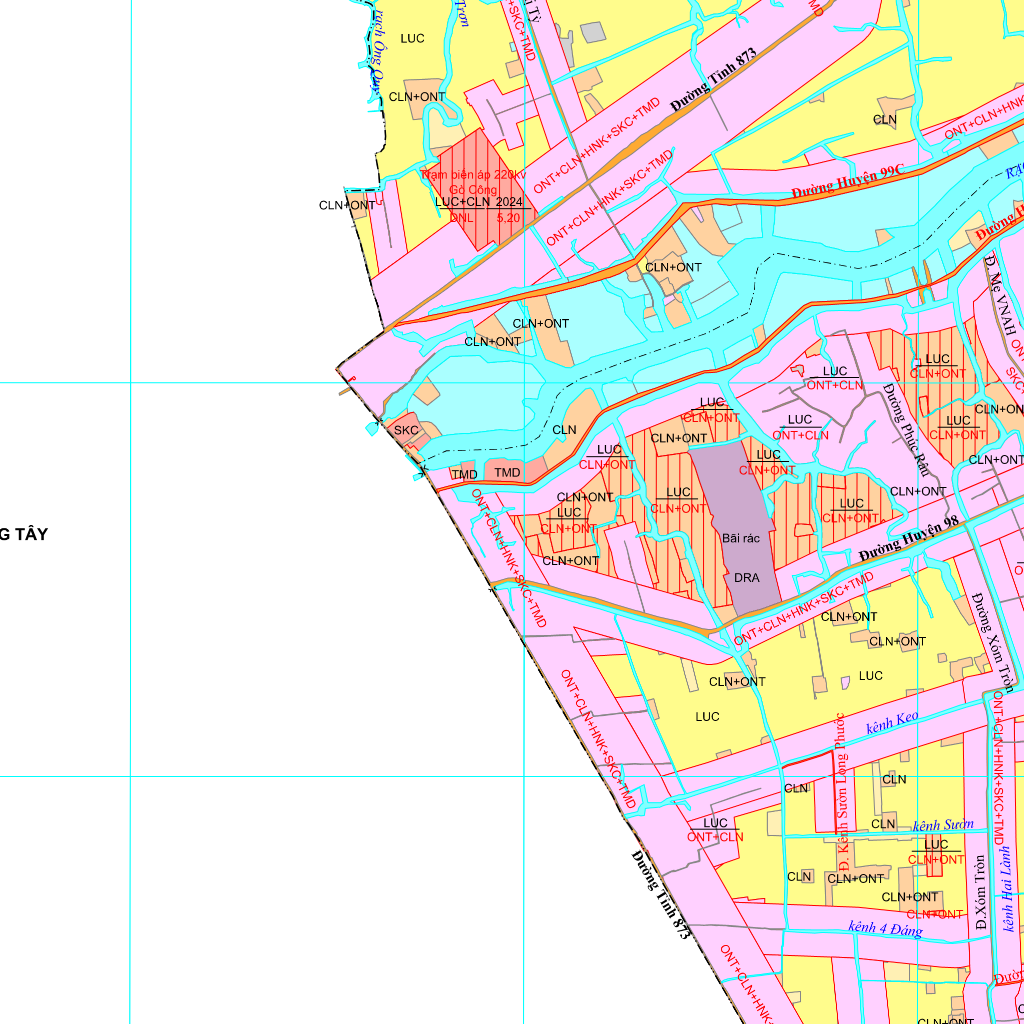 LUC
CLN+ONT
Đường Tỉnh 873
ONT+CLN+HNK+SKC+TMD
ONT+CLN+HNK+SKC+TMD
CLN
Trạm biến áp 220kv
Gò Công
LUC+CLN 2024
DNL 5,20
CLN+ONT
Đường Huyện 99C
CLN+ONT
CLN+ONT
CLN+ONT
Đ. Mẹ VNAH
LUC
CLN+ONT
LUC
ONT+CLN
LUC
CLN+ONT
LUC
ONT+CLN
Đường Phúc Rân
LUC
CLN+ONT
SKC
CLN
CLN+ONT
LUC
CLN+ONT
LUC
CLN+ONT
CLN+ONT
TMD
TMD
CLN+ONT
LUC
CLN+ONT
LUC
CLN+ONT
LUC
CLN+ONT
CLN+ONT
CLN+ONT
G TÂY
Bãi rác
DRA
Đường Huyện 98
ONT+CLN+HNK+SKC+TMD
ONT+CLN+HNK+SKC+TMD
CLN+ONT
CLN+ONT
Đường Xóm Tròn
CLN+ONT
LUC
LUC
ONT+CLN+HNK+SKC+TMD
kênh Keo
ONT+CLN+HNK+SKC+TMD
CLN
CLN
Đ. Kênh Sườn Long Phước
LUC
ONT+CLN
CLN
kênh Sườn
LUC
CLN+ONT
CLN
CLN+ONT
CLN+ONT
CLN+ONT
Đ.Xóm Tròn
kênh Hai Lành
Đường Tỉnh 873
kênh 4 Đáng